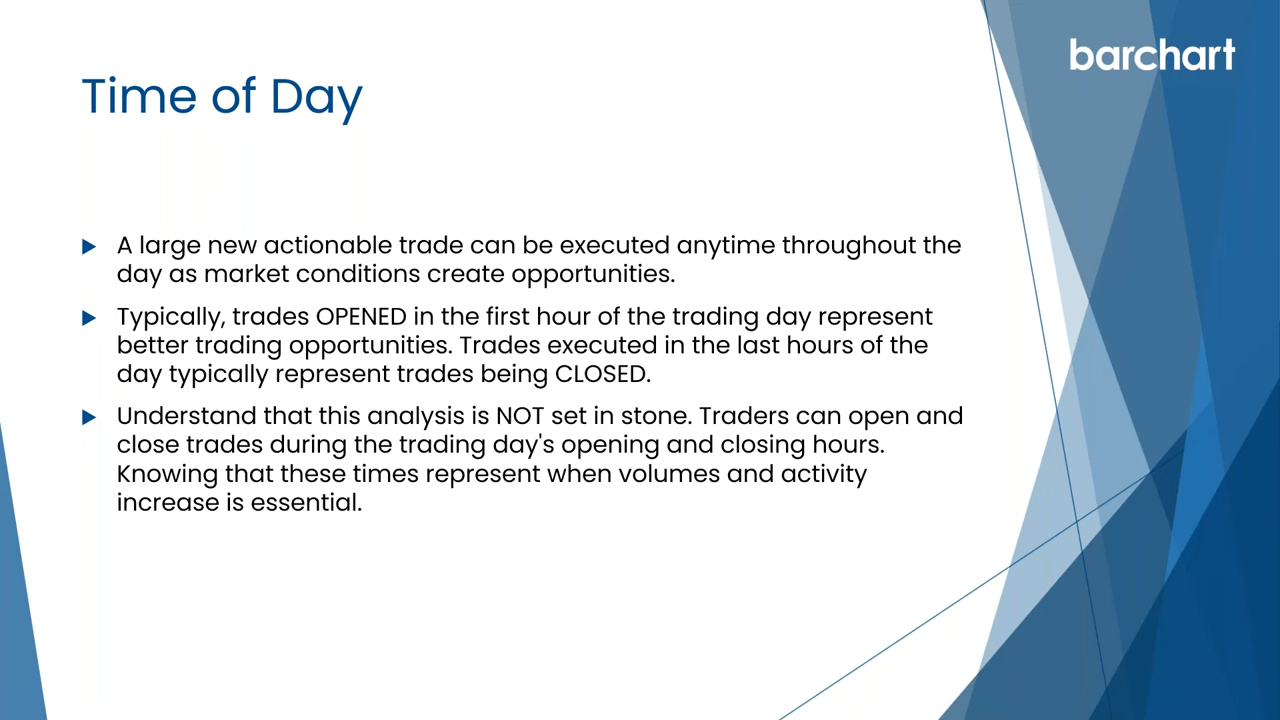 barchart
Time of Day
A large new actionable trade can be executed anytime throughout the
day as market conditions create opportunities.
Typically, trades OPENED in the first hour of the trading day represent
better trading opportunities. Trades executed in the last hours of the
day typically represent trades being CLOSED.
Understand that this analysis is NOT set in stone. Traders can open and
close trades during the trading day's opening and closing hours.
Knowing that these times represent when volumes and activity
increase is essential.